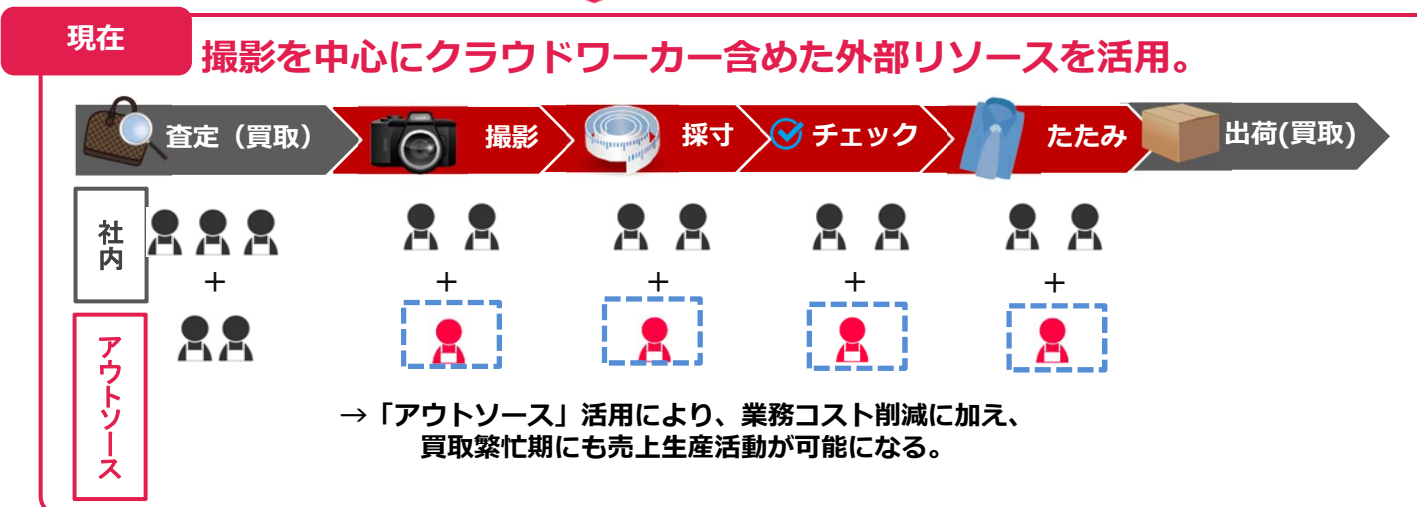 現在
撮影を中心にクラウドワーカー含めた外部リソースを活用。
査定（買取）
撮影
採寸
チェック
たたみ
出荷(買取)
社内
＋
＋
＋
＋
＋
アウトソース
→「アウトソース」活用により、業務コスト削減に加え、
買取繁忙期にも売上生産活動が可能になる。